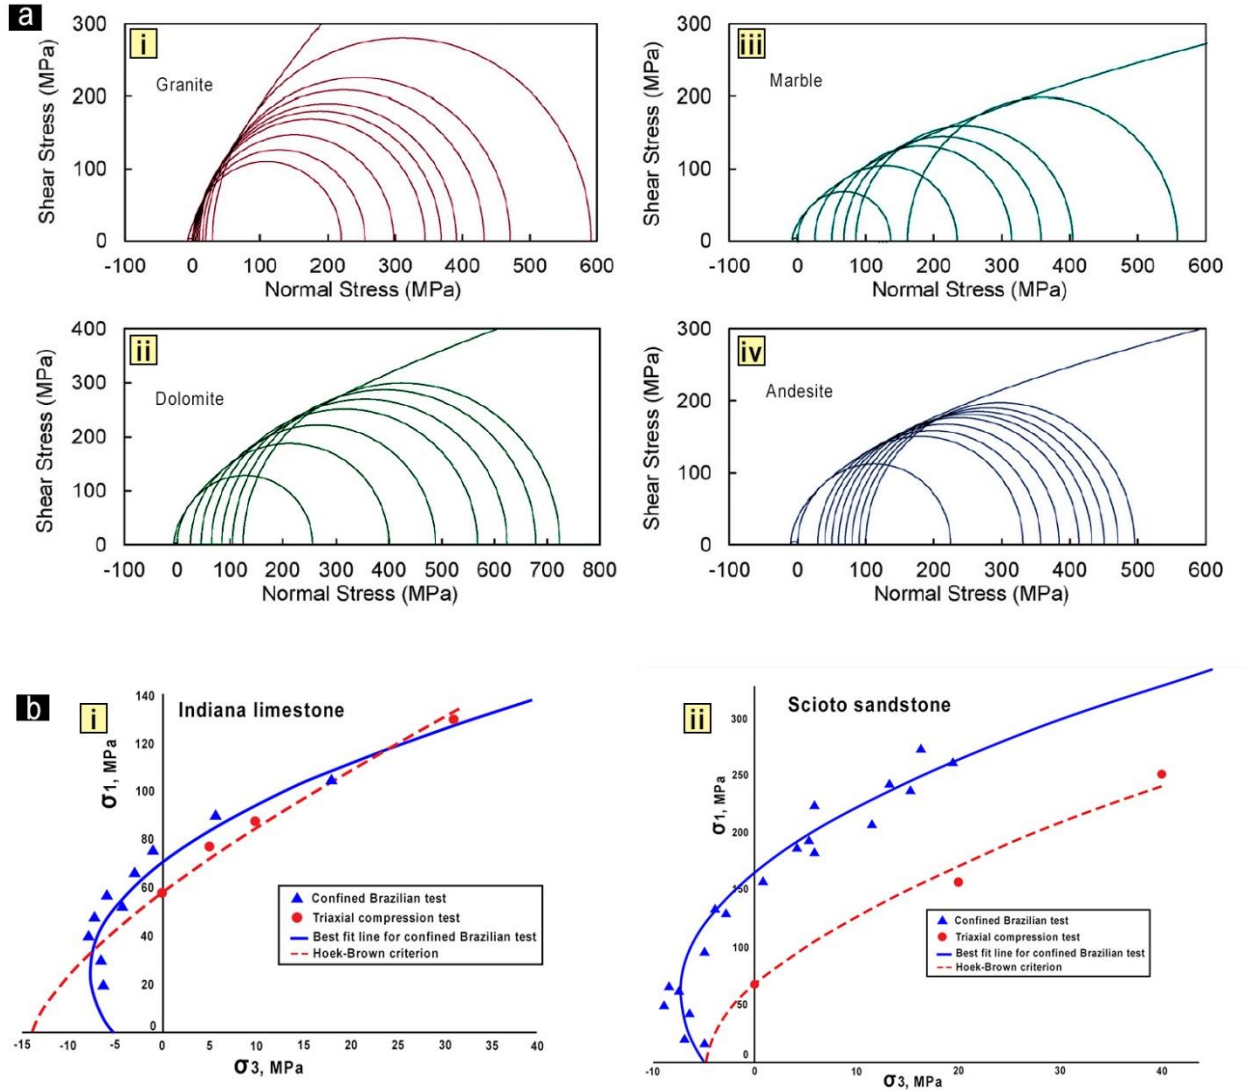 a
i
Granite
Shear Stress (MPa)
300
200
100
0
-100 0 100 200 300 400 500 600
Normal Stress (MPa)
iii
Marble
Shear Stress (MPa)
300
200
100
0
-100 0 100 200 300 400 500 600
Normal Stress (MPa)
ii
Dolomite
Shear Stress (MPa)
400
300
200
100
0
-100 0 100 200 300 400 500 600 700 800
Normal Stress (MPa)
iv
Andesite
Shear Stress (MPa)
300
200
100
0
-100 0 100 200 300 400 500 600
Normal Stress (MPa)
b
i
Indiana limestone
σ1, MPa
140
120
100
80
60
40
20
0
-15 -10 -5 0 5 10 15 20 25 30 35 40
σ3, MPa
Confined Brazilian test
Triaxial compression test
Best fit line for confined Brazilian test
Hoek-Brown criterion
ii
Scioto sandstone
σ1, MPa
300
250
200
150
100
50
0
-10 0 20 40
σ3, MPa
Confined Brazilian test
Triaxial compression test
Best fit line for confined Brazilian test
Hoek-Brown criterion